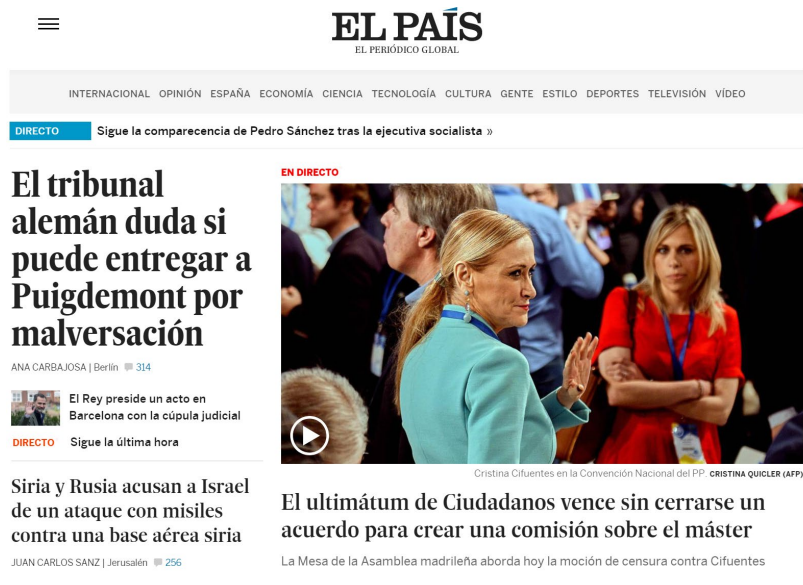 EL PAÍS
EL PERIÓDICO GLOBAL
INTERNACIONAL OPINIÓN ESPAÑA ECONOMÍA CIENCIA TECNOLOGÍA CULTURA GENTE ESTILO DEPORTES TELEVISIÓN VÍDEO
DIRECTO Sigue la comparecencia de Pedro Sánchez tras la ejecutiva socialista »
El tribunal
alemán duda si
puede entregar a
Puigdemont por
malversación
ANA CARBAJOSA | Berlín 314
El Rey preside un acto en
Barcelona con la cúpula judicial
DIRECTO Sigue la última hora
Siria y Rusia acusan a Israel
de un ataque con misiles
contra una base aérea siria
JUAN CARLOS SANZ | Jerusalén 256
EN DIRECTO
Cristina Cifuentes en la Convención Nacional del PP. CRISTINA QUICLER (AFP)
El ultimátum de Ciudadanos vence sin cerrarse un
acuerdo para crear una comisión sobre el máster
La Mesa de la Asamblea madrileña aborda hoy la moción de censura contra Cifuentes